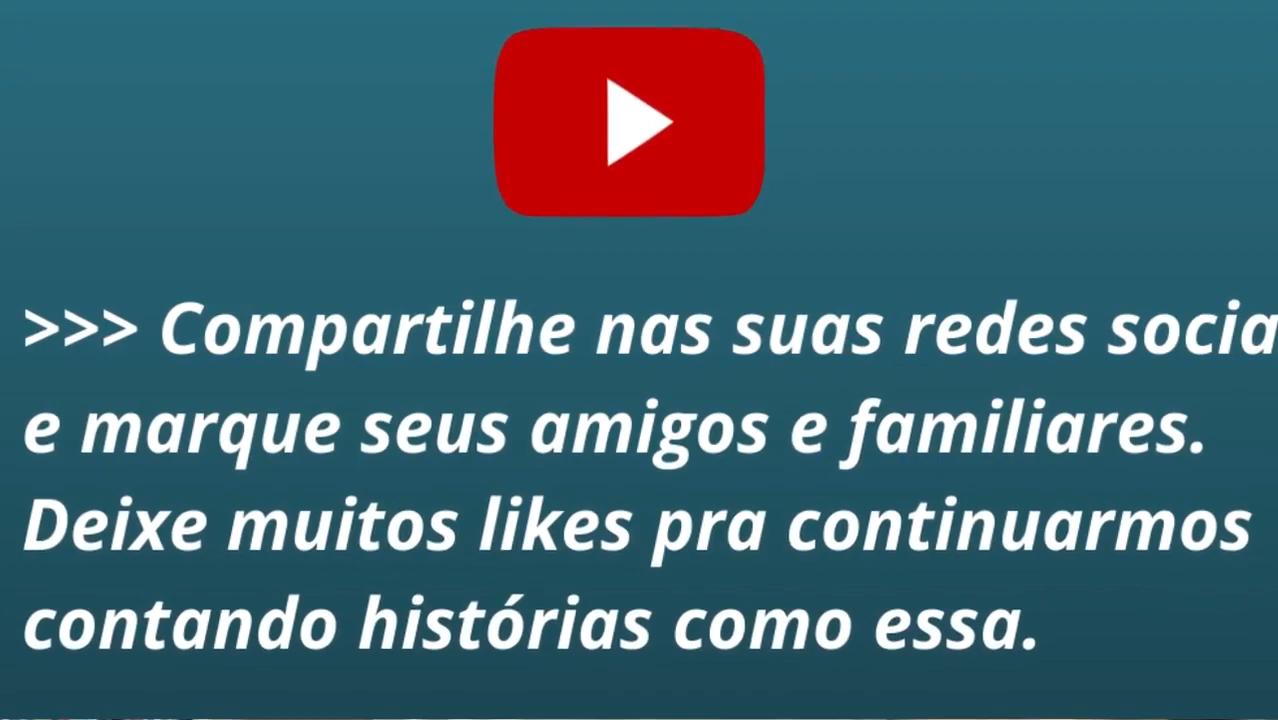 >>> Compartilhe nas suas redes socia
e marque seus amigos e familiares.
Deixe muitos likes pra continuarmos
contando histórias como essa.